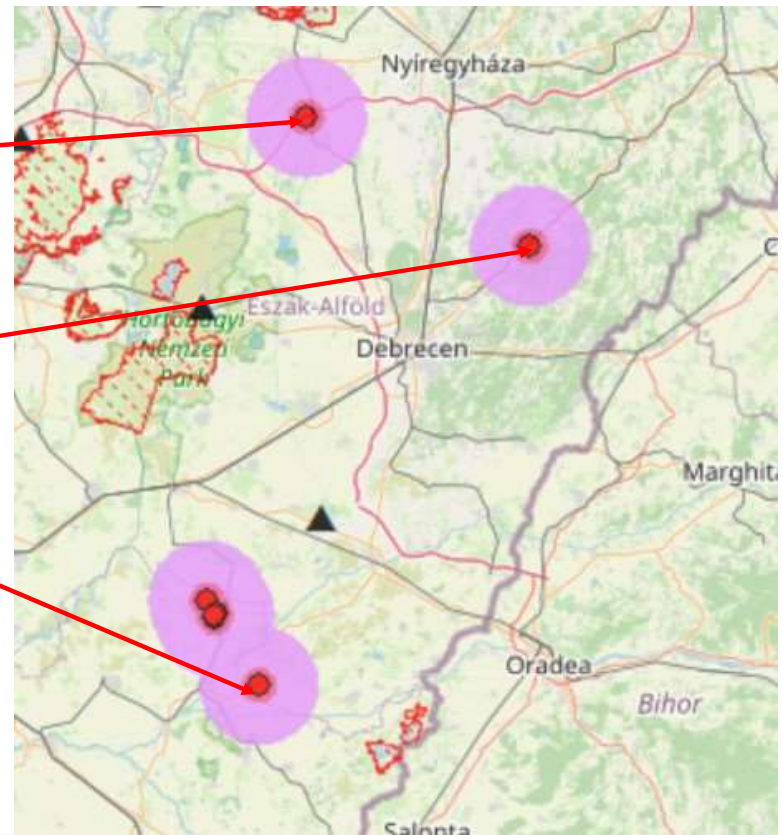 Nyíregyháza
C
Észak-Alföld
Hortobágyi
Nemzeti
Park
Debrecen
Marghita
Oradea
Bihor
Salonta